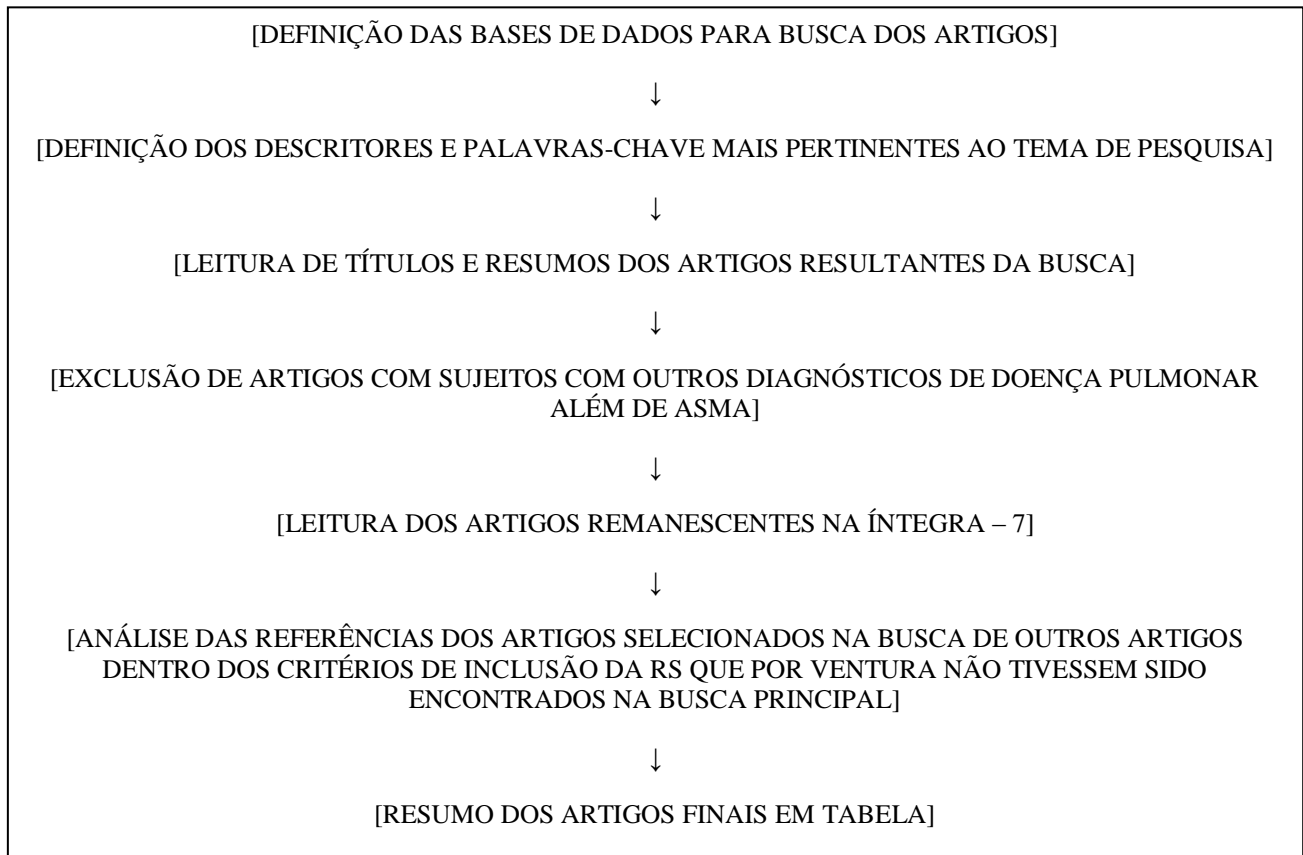 [DEFINIÇÃO DAS BASES DE DADOS PARA BUSCA DOS ARTIGOS]
↓
[DEFINIÇÃO DOS DESCRITORES E PALAVRAS-CHAVE MAIS PERTINENTES AO TEMA DE PESQUISA]
↓
[LEITURA DE TÍTULOS E RESUMOS DOS ARTIGOS RESULTANTES DA BUSCA]
↓
[EXCLUSÃO DE ARTIGOS COM SUJEITOS COM OUTROS DIAGNÓSTICOS DE DOENÇA PULMONAR
ALÉM DE ASMA]
↓
[LEITURA DOS ARTIGOS REMANESCENTES NA ÍNTEGRA – 7]
↓
[ANÁLISE DAS REFERÊNCIAS DOS ARTIGOS SELECIONADOS NA BUSCA DE OUTROS ARTIGOS
DENTRO DOS CRITÉRIOS DE INCLUSÃO DA RS QUE POR VENTURA NÃO TIVESSEM SIDO
ENCONTRADOS NA BUSCA PRINCIPAL]
↓
[RESUMO DOS ARTIGOS FINAIS EM TABELA]